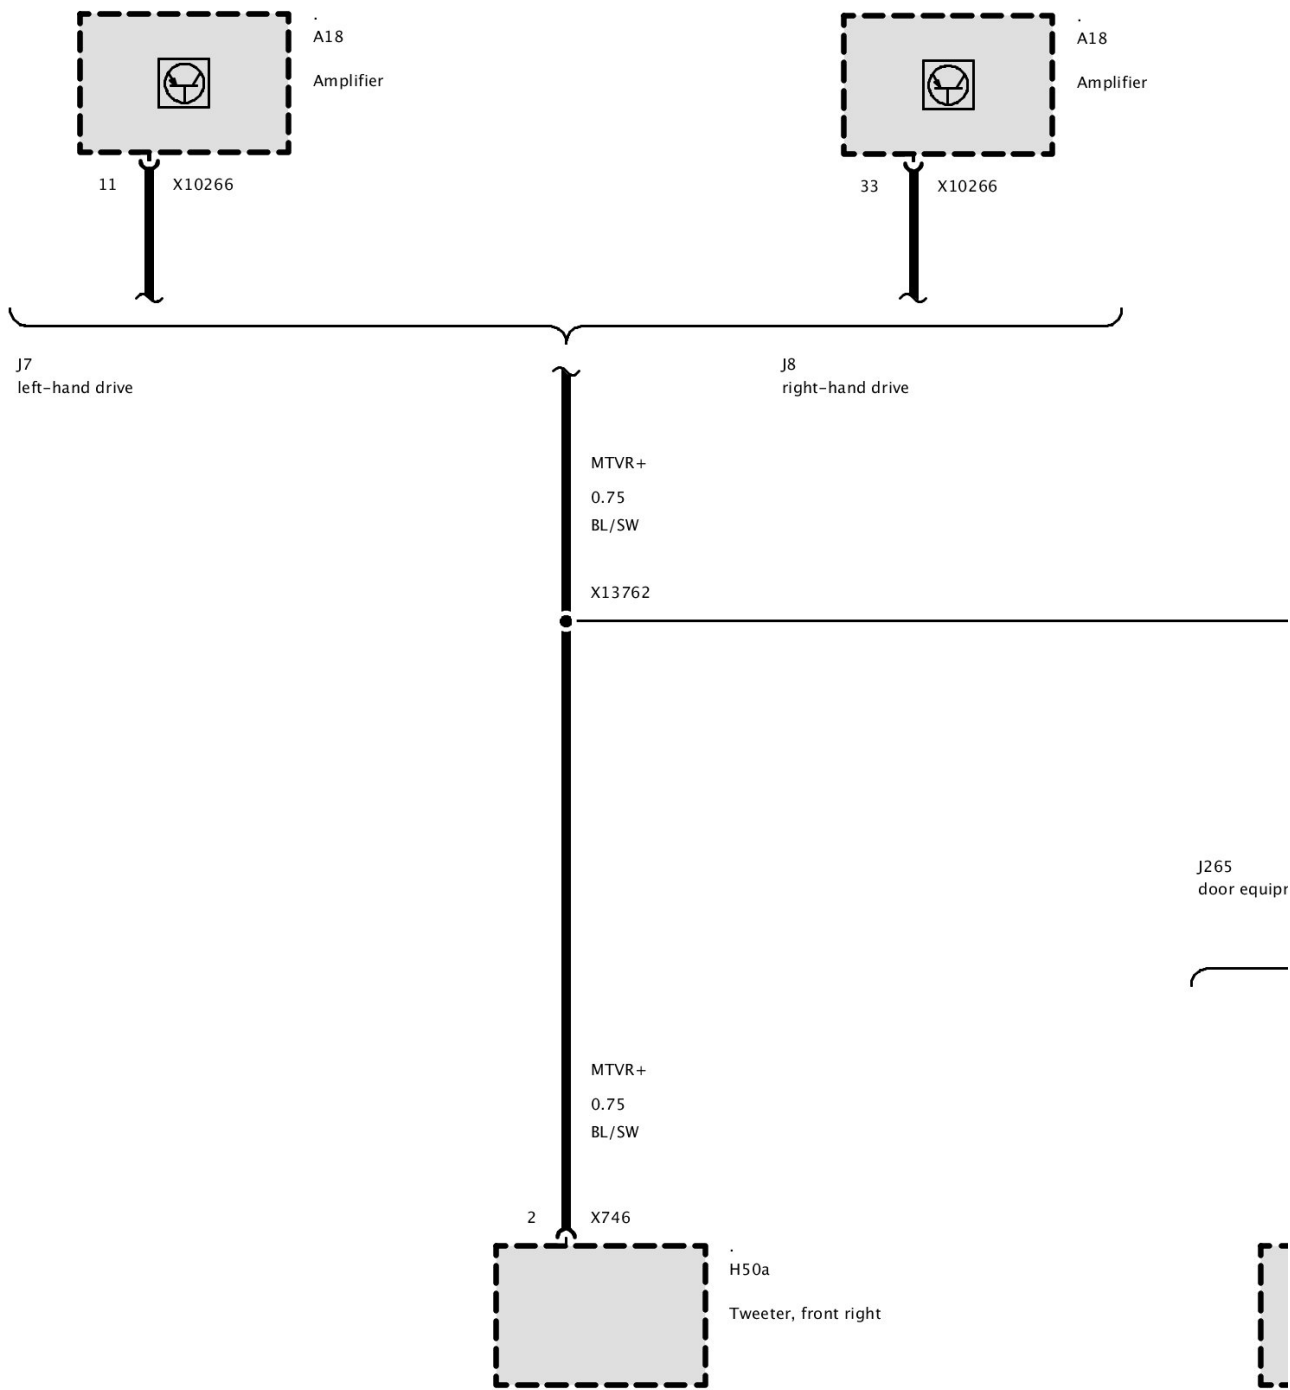 .
A18
Amplifier
11 X10266
.
A18
Amplifier
33 X10266
J7
left-hand drive
J8
right-hand drive
MTVR+
0.75
BL/SW
X13762
J265
door
MTVR+
0.75
BL/SW
2 X746
.
H50a
Tweeter, front right